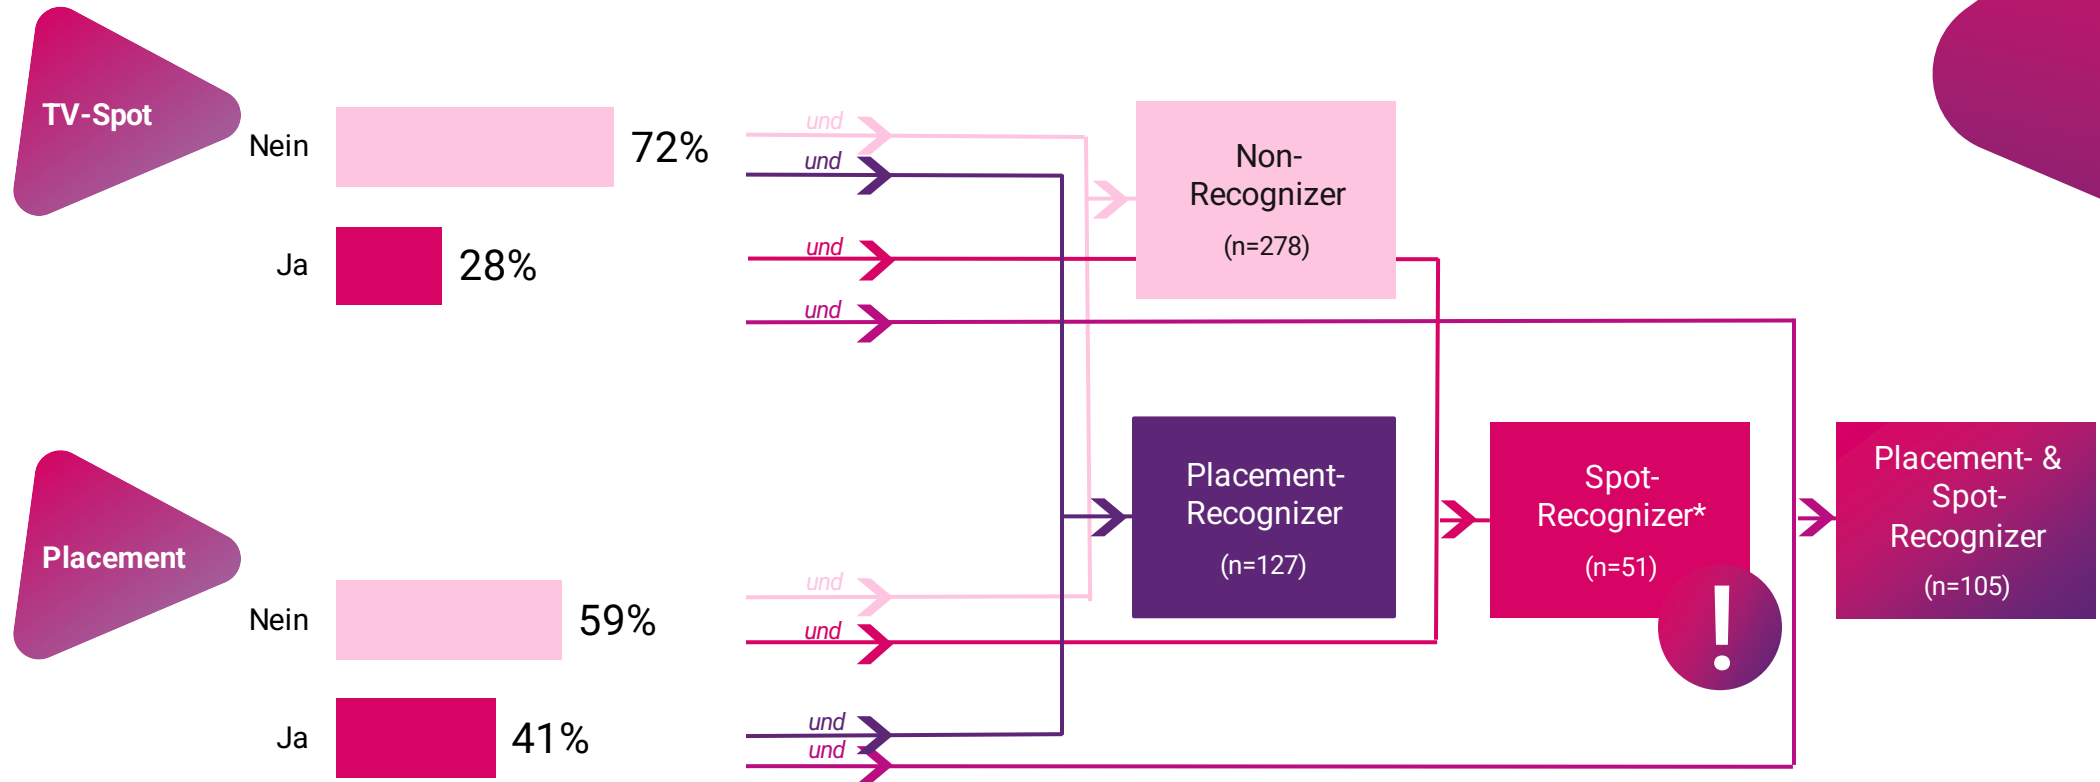 TV-Spot
Nein
72%
Ja
28%
und
und
und
und
Non-
Recognizer
(n=278)
Placement
Nein
59%
Ja
41%
und
und
und
und
Placement-
Recognizer
(n=127)
Spot-
Recognizer*
(n=51)
!
Placement- &
Spot-
Recognizer
(n=105)